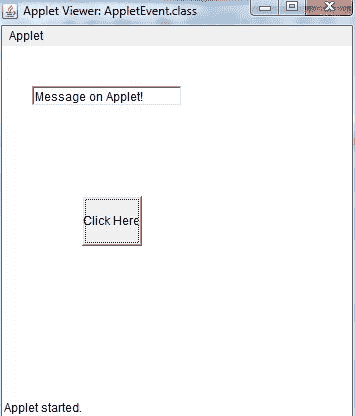 Applet Viewer: AppletEvent.class
Applet
Message on Applet!
Click Here
Applet started.